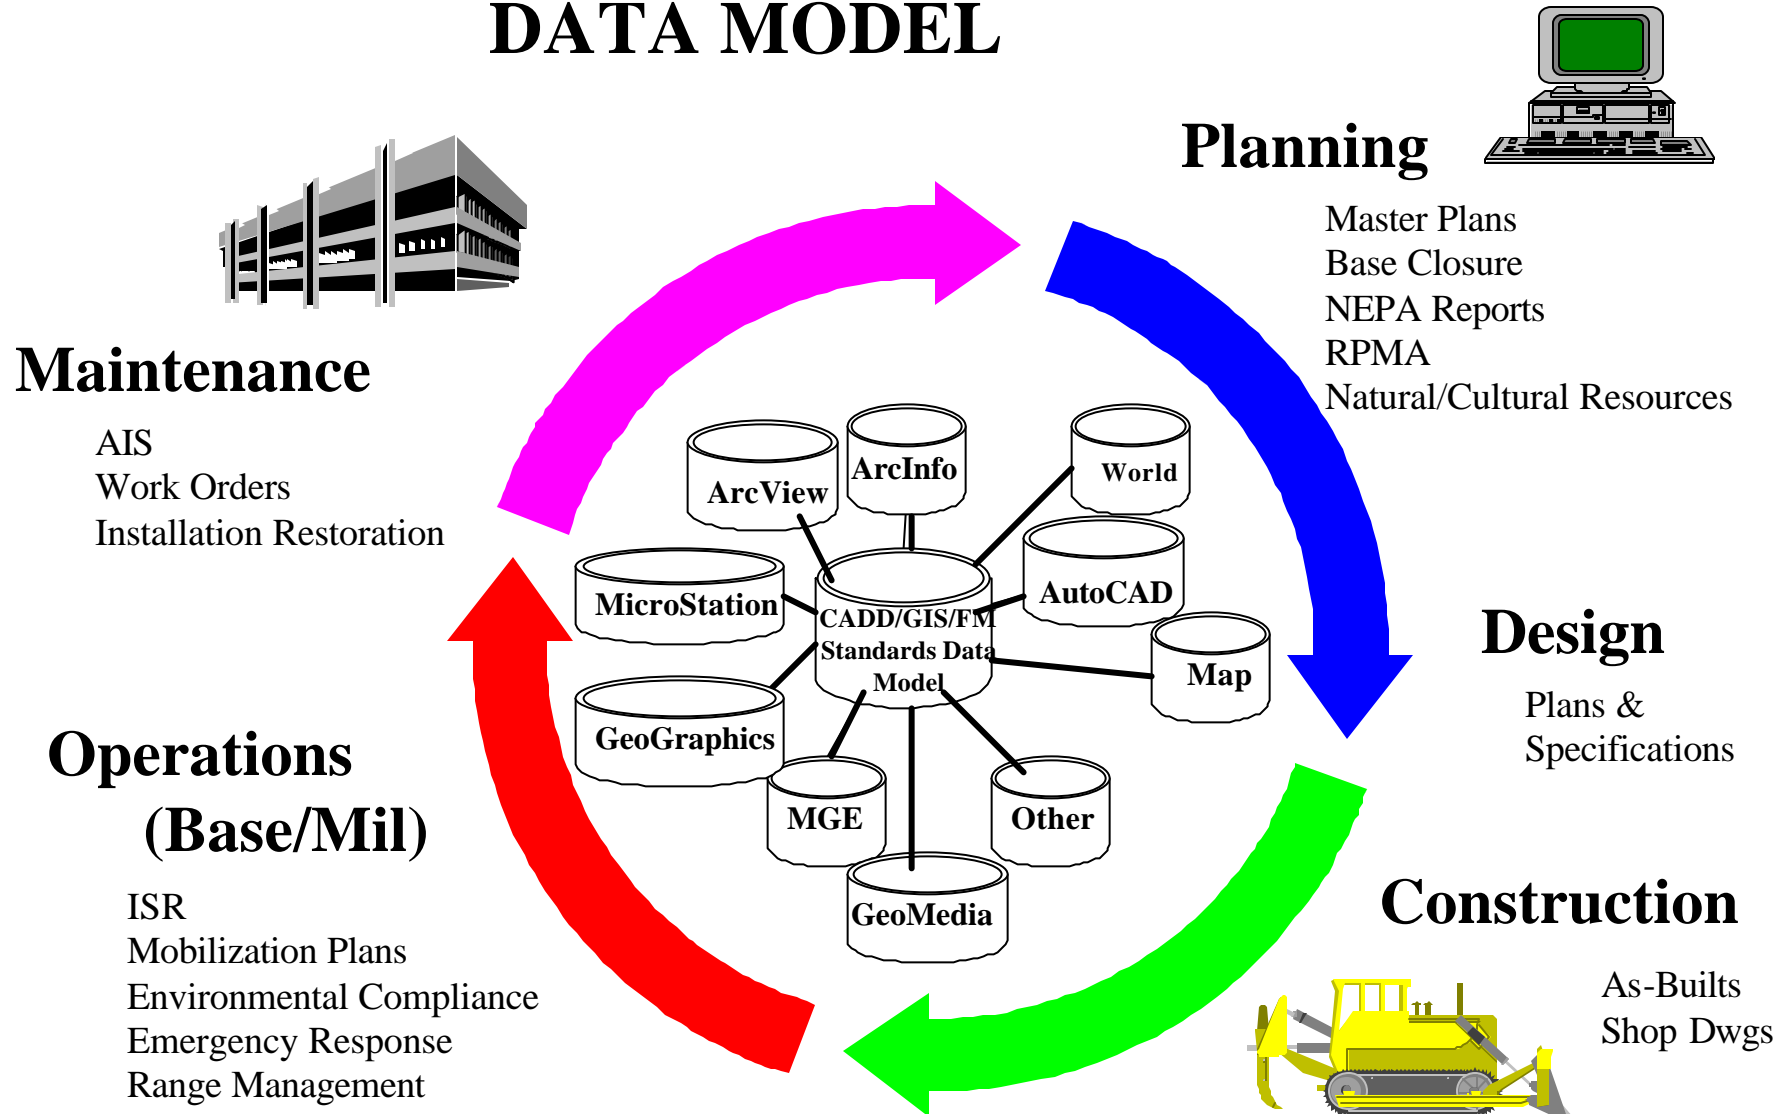 DATA MODEL
Planning
Master Plans
Base Closure
NEPA Reports
RPMA
Natural/Cultural Resources
Maintenance
AIS
Work Orders
Installation Restoration
ArcView
ArcInfo
World
MicroStation
AutoCAD
CADD/GIS/FM
Standards Data
Model
Map
GeoGraphics
MGE
Other
GeoMedia
Design
Plans &
Specifications
Operations
(Base/Mil)
ISR
Mobilization Plans
Environmental Compliance
Emergency Response
Range Management
Construction
As-Builts
Shop Dwgs